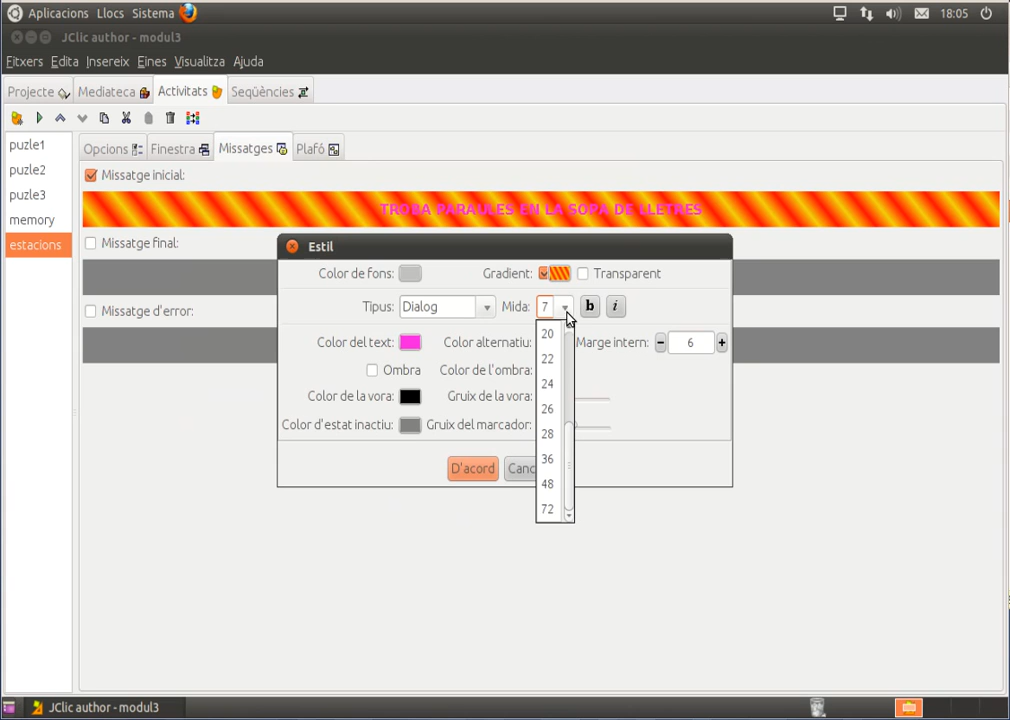 Aplicacions Llocs Sistema 18:05
JClic author - modul3
Fitxers Edita Insereix Eines Visualitza Ajuda
Projecte Mediateca Activitats Seqüències
puzle1
puzle2
puzle3
memory
estacions
Opcions Finestra Missatges Plafó
Missatge inicial:
TROBA PARAULES EN LA SOPA DE LLETRES
Missatge final:
Missatge d'error:
Estil
Color de fons: Gradient: Transparent
Tipus: Dialog Mida: 7 b i
Color del text: Color alternatiu: Marge intern: - 6 +
Ombra Color de l'ombra:
Color de la vora: Gruix de la vora:
Color d'estat inactiu: Gruix del marcador:
D'acord
20
22
24
26
28
36
48
72
JClic author - modul3